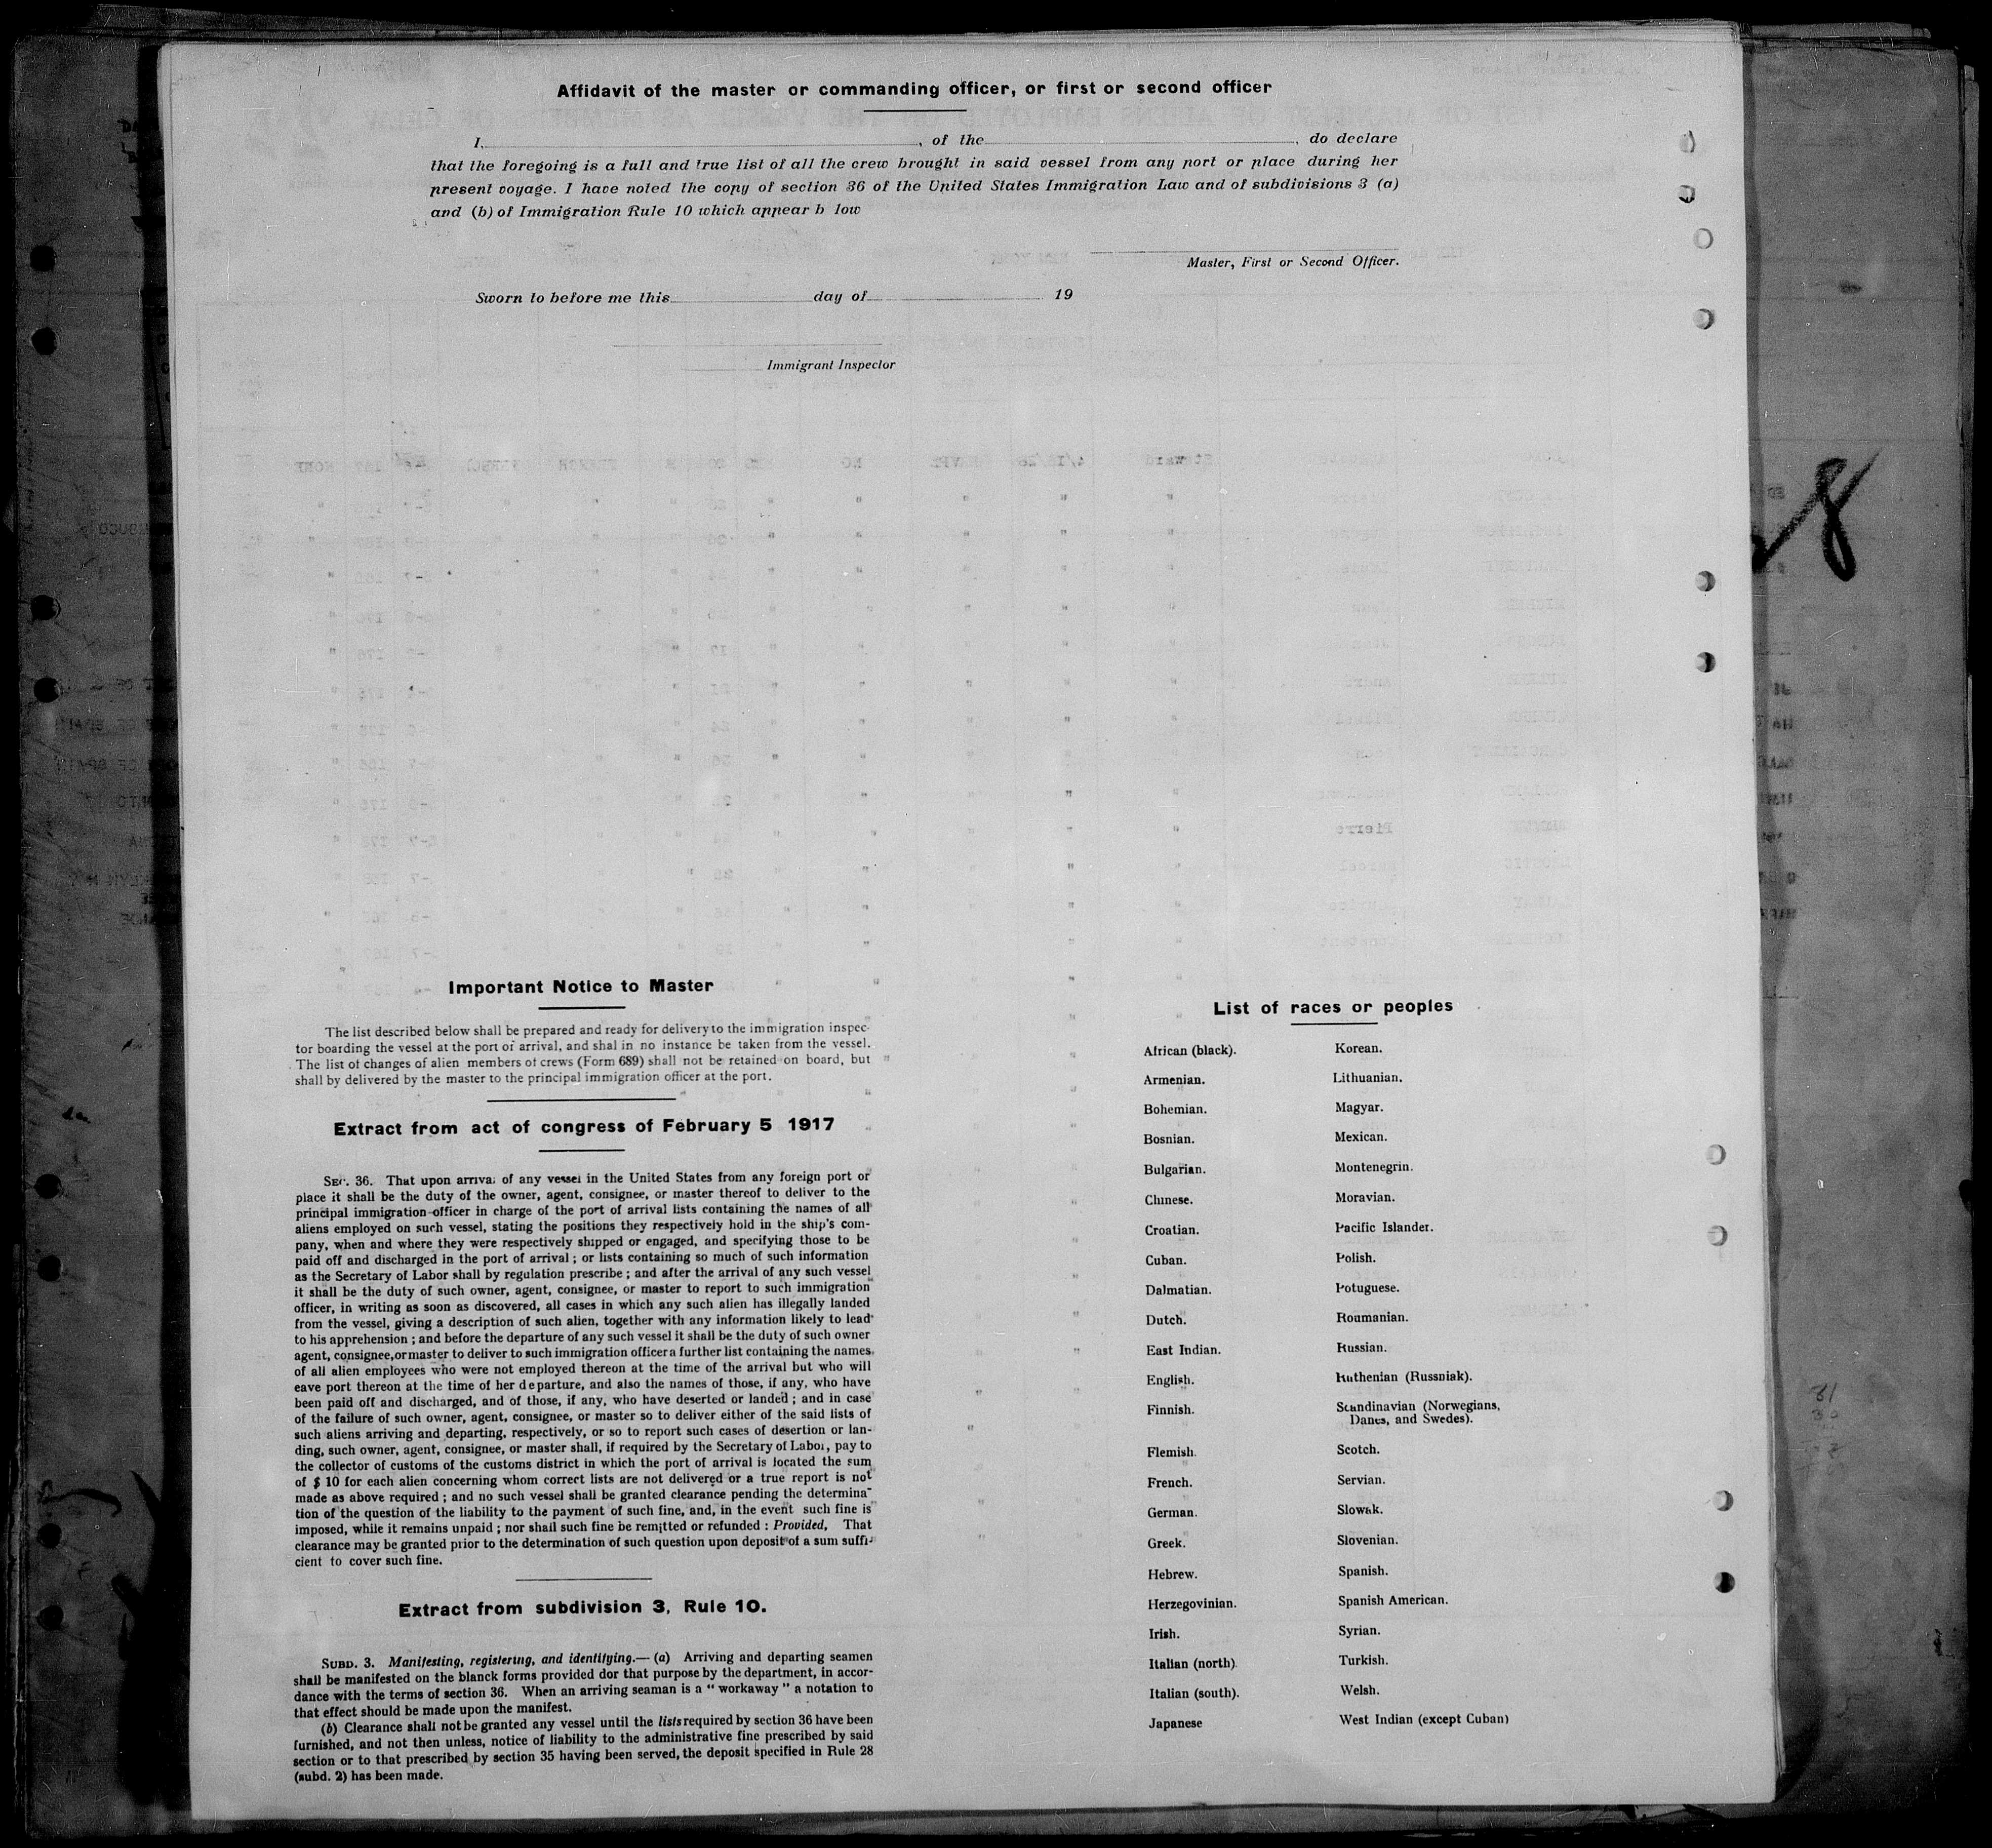 Affidavit of the master or commanding officer, or first or second officer
I, , of the , do declare
that the foregoing is a full and true list of all the crew brought in said vessel from any port or place during her
present voyage. I have noted the copy of section 36 of the United States Immigration Law and of subdivisions 3 (a)
and (b) of Immigration Rule 10 which appear b low
Master, First or Second Officer.
Sworn to before me this day of 19
Immigrant Inspector
8
Important Notice to Master
The list described below shall be prepared and ready for delivery to the immigration inspec-
tor boarding the vessel at the port of arrival, and shal in no instance be taken from the vessel.
The list of changes of alien members of crews (Form 689) shall not be retained on board, but
shall by delivered by the master to the principal immigration officer at the port.
Extract from act of congress of February 5 1917
SEC. 36. That upon arrival of any vessel in the United States from any foreign port or
place it shall be the duty of the owner, agent, consignee, or master thereof to deliver to the
principal immigration officer in charge of the port of arrival lists containing the names of all
aliens employed on such vessel, stating the positions they respectively hold in the ship's com-
pany, when and where they were respectively shipped or engaged, and specifying those to be
paid off and discharged in the port of arrival ; or lists containing so much of such information
as the Secretary of Labor shall by regulation prescribe ; and after the arrival of any such vessel
it shall be the duty of such owner, agent, consignee, or master to report to such immigration
officer, in writing as soon as discovered, all cases in which any such alien has illegally landed
from the vessel, giving a description of such alien, together with any information likely to lead
to his apprehension ; and before the departure of any such vessel it shall be the duty of such owner
agent, consignee, or master to deliver to such immigration officer a further list containing the names
of all alien employees who were not employed thereon at the time of the arrival but who will
eave port thereon at the time of her departure, and also the names of those, if any, who have
been paid off and discharged, and of those, if any, who have deserted or landed ; and in case
of the failure of such owner, agent, consignee, or master so to deliver either of the said lists of
such aliens arriving and departing, respectively, or so to report such cases of desertion or lan-
ding, such owner, agent, consignee, or master shall, if required by the Secretary of Labor, pay to
the collector of customs of the customs district in which the port of arrival is located the sum
of $ 10 for each alien concerning whom correct lists are not delivered or a true report is not
made as above required ; and no such vessel shall be granted clearance pending the determina-
tion of the question of the liability to the payment of such fine, and, in the event such fine is
imposed, while it remains unpaid ; nor shall such fine be remitted or refunded : Provided, That
clearance may be granted prior to the determination of such question upon deposit of a sum suffi-
cient to cover such fine.
Extract from subdivision 3, Rule 10.
SUBD. 3. Manifesting, registering, and identifying.— (a) Arriving and departing seamen
shall be manifested on the blanck forms provided dor that purpose by the department, in accor-
dance with the terms of section 36. When an arriving seaman is a " workaway " a notation to
that effect should be made upon the manifest.
(b) Clearance shall not be granted any vessel until the lists required by section 36 have been
furnished, and not then unless, notice of liability to the administrative fine prescribed by said
section or to that prescribed by section 35 having been served, the deposit specified in Rule 28
(subd. 2) has been made.
List of races or peoples
African (black).
Armenian.
Bohemian.
Bosnian.
Bulgarian.
Chinese.
Croatian.
Cuban.
Dalmatian.
Dutch.
East Indian.
English.
Finnish.
Flemish.
French.
German.
Greek.
Hebrew.
Herzegovinian.
Irish.
Italian (north).
Italian (south).
Japanese
Korean.
Lithuanian.
Magyar.
Mexican.
Montenegrin.
Moravian.
Pacific Islander.
Polish.
Potuguese.
Roumanian.
Russian.
Ruthenian (Russniak).
Scandinavian (Norwegians,
Danes, and Swedes).
Scotch.
Servian.
Slowak.
Slovenian.
Spanish.
Spanish American.
Syrian.
Turkish.
Welsh.
West Indian (except Cuban)